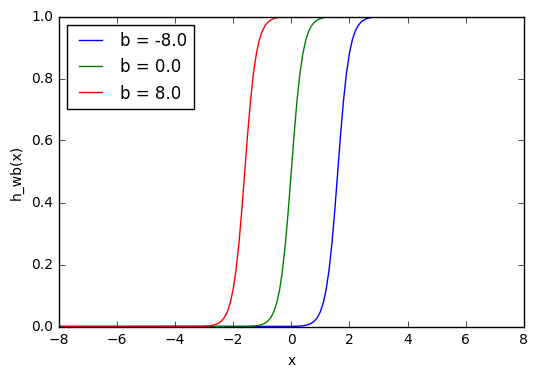 1.0
0.8
0.6
0.4
0.2
0.0
h_wb(x)
b = -8.0
b = 0.0
b = 8.0
−8 −6 −4 −2 0 2 4 6 8
x